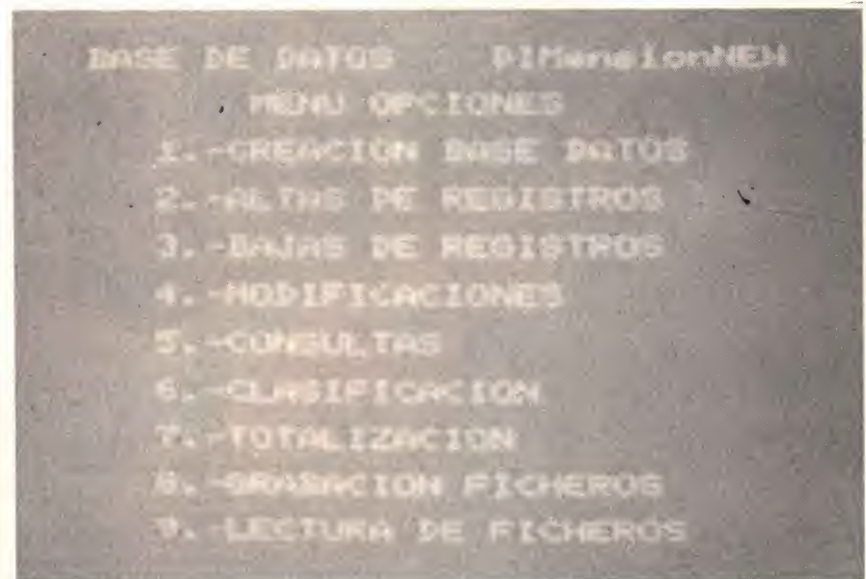 BASE DE DATOS DIMensionNEW
MENU OPCIONES
1.-CREACION BASE DATOS
2.-ALTAS DE REGISTROS
3.-BAJAS DE REGISTROS
4.-MODIFICACIONES
5.-CONSULTAS
6.-CLASIFICACION
7.-TOTALIZACION
8.-GRABACION FICHEROS
9.-LECTURA DE FICHEROS